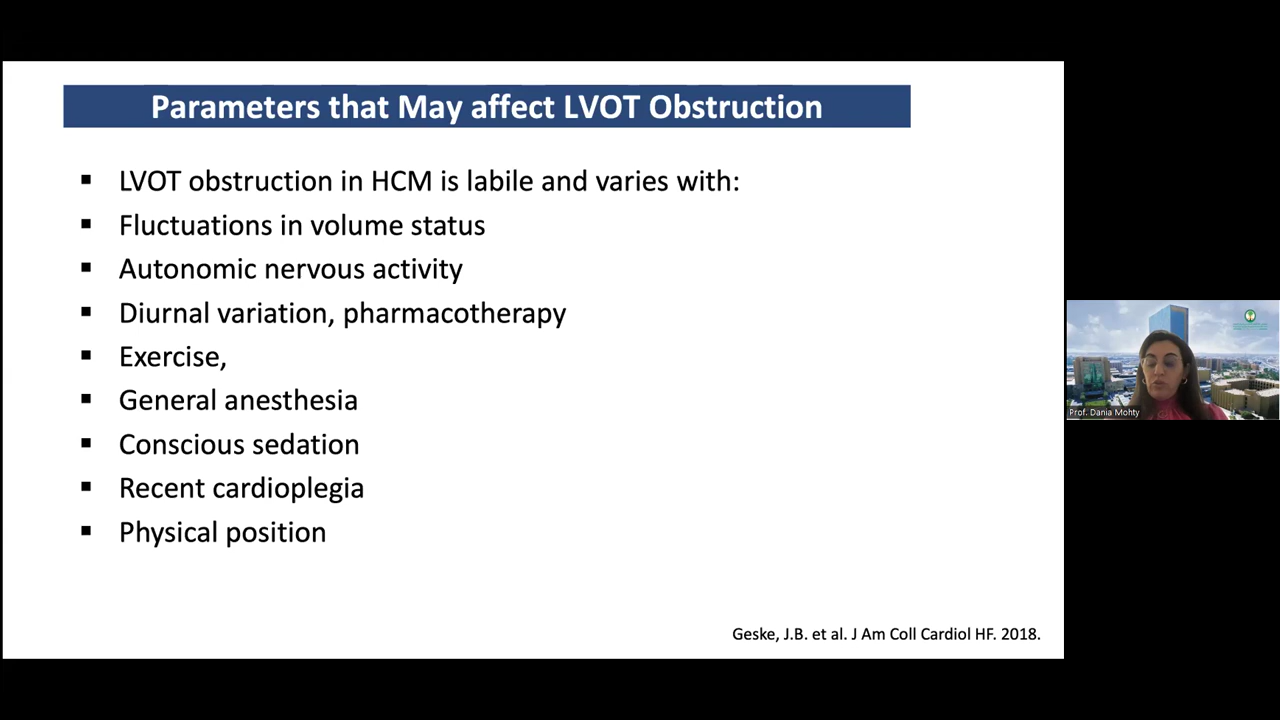 Parameters that May affect LVOT Obstruction
▪ LVOT obstruction in HCM is labile and varies with:
▪ Fluctuations in volume status
▪ Autonomic nervous activity
▪ Diurnal variation, pharmacotherapy
▪ Exercise,
▪ General anesthesia
▪ Conscious sedation
▪ Recent cardioplegia
▪ Physical position
Geske, J.B. et al. J Am Coll Cardiol HF. 2018.
Prof. Dania Mohty